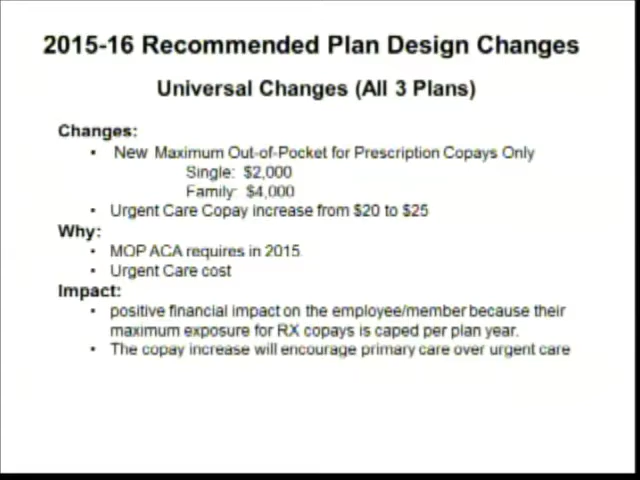 2015-16 Recommended Plan Design Changes
Universal Changes (All 3 Plans)
Changes:
• New Maximum Out-of-Pocket for Prescription Copays Only
Single: $2,000
Family: $4,000
• Urgent Care Copay increase from $20 to $25
Why:
• MOP ACA requires in 2015
• Urgent Care cost
Impact:
• positive financial impact on the employee/member because their
maximum exposure for RX copays is caped per plan year.
• The copay increase will encourage primary care over urgent care